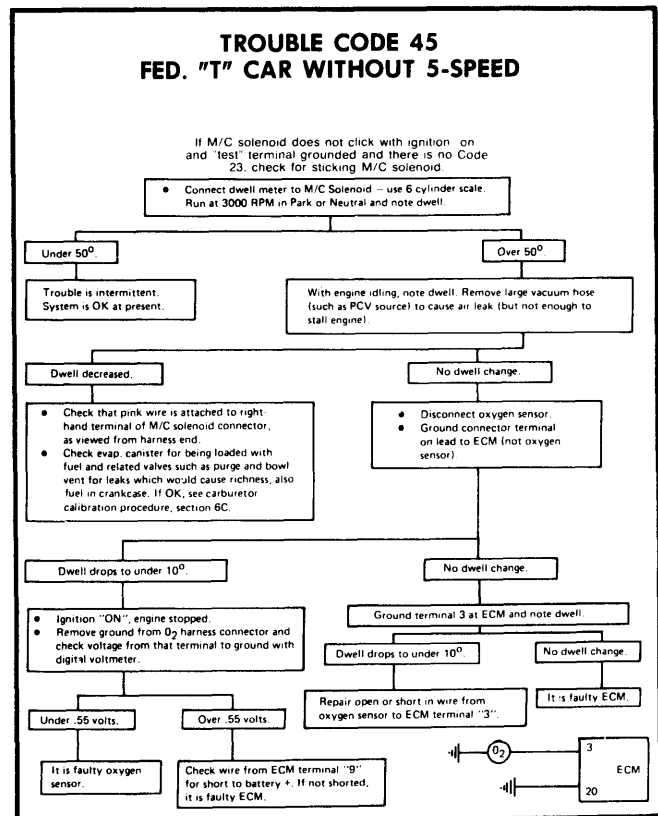 TROUBLE CODE 45
FED. "T" CAR WITHOUT 5-SPEED
If M/C solenoid does not click with ignition on
and "test" terminal grounded and there is no Code
23, check for sticking M/C solenoid.
• Connect dwell meter to M/C Solenoid – use 6 cylinder scale.
Run at 3000 RPM in Park or Neutral and note dwell.
Under 50°.
Over 50°.
Trouble is intermittent.
System is OK at present.
With engine idling, note dwell. Remove large vacuum hose
(such as PCV source) to cause air leak (but not enough to
stall engine).
Dwell decreased.
No dwell change.
• Check that pink wire is attached to right-
hand terminal of M/C solenoid connector,
as viewed from harness end.
• Check evap. canister for being loaded with
fuel and related valves such as purge and bowl
vent for leaks which would cause richness, also
fuel in crankcase. If OK, see carburetor
calibration procedure, section 6C.
• Disconnect oxygen sensor.
• Ground connector terminal
on lead to ECM (not oxygen
sensor).
Dwell drops to under 10°.
No dwell change.
• Ignition "ON", engine stopped.
• Remove ground from O2 harness connector and
check voltage from that terminal to ground with
digital voltmeter.
Ground terminal 3 at ECM and note dwell.
Dwell drops to under 10°.
No dwell change.
Repair open or short in wire from
oxygen sensor to ECM terminal "3".
It is faulty ECM.
Under .55 volts.
Over .55 volts.
It is faulty oxygen
sensor.
Check wire from ECM terminal "9"
for short to battery +. If not shorted,
it is faulty ECM.
O2
3
ECM
20